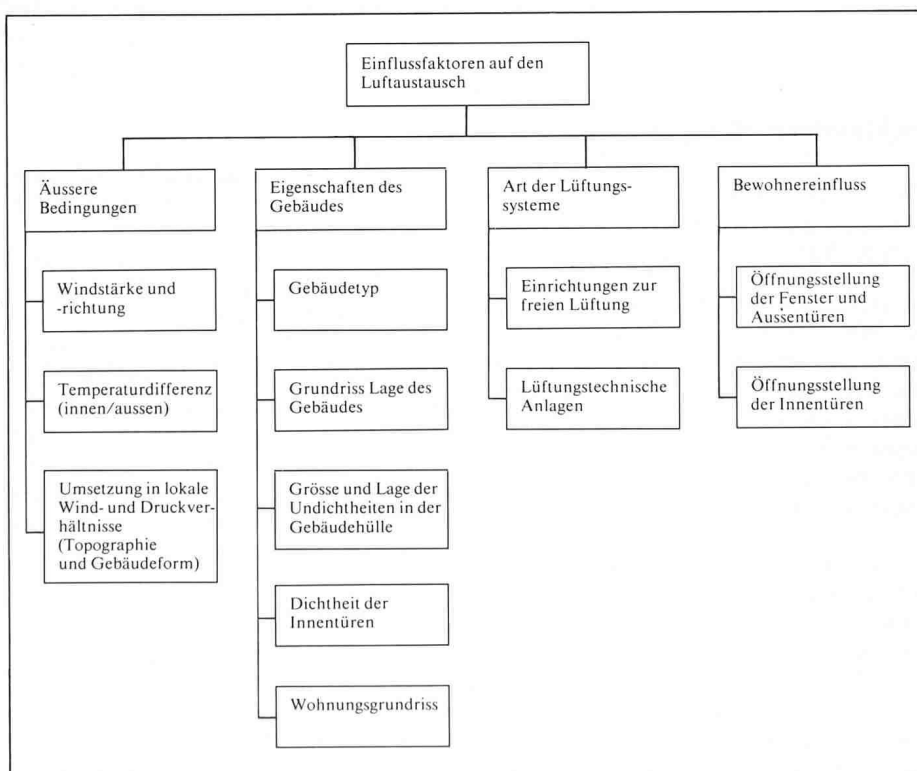 Einflussfaktoren auf den
Luftaustausch
Äussere
Bedingungen
Windstärke und
-richtung
Temperaturdifferenz
(innen/aussen)
Umsetzung in lokale
Wind- und Druckver-
hältnisse
(Topographie
und Gebäudeform)
Eigenschaften des
Gebäudes
Gebäudetyp
Grundriss Lage des
Gebäudes
Grösse und Lage der
Undichtheiten in der
Gebäudehülle
Dichtheit der
Innentüren
Wohnungsgrundriss
Art der Lüftungs-
systeme
Einrichtungen zur
freien Lüftung
Lüftungstechnische
Anlagen
Bewohnereinfluss
Öffnungsstellung
der Fenster und
Aussentüren
Öffnungsstellung
der Innentüren